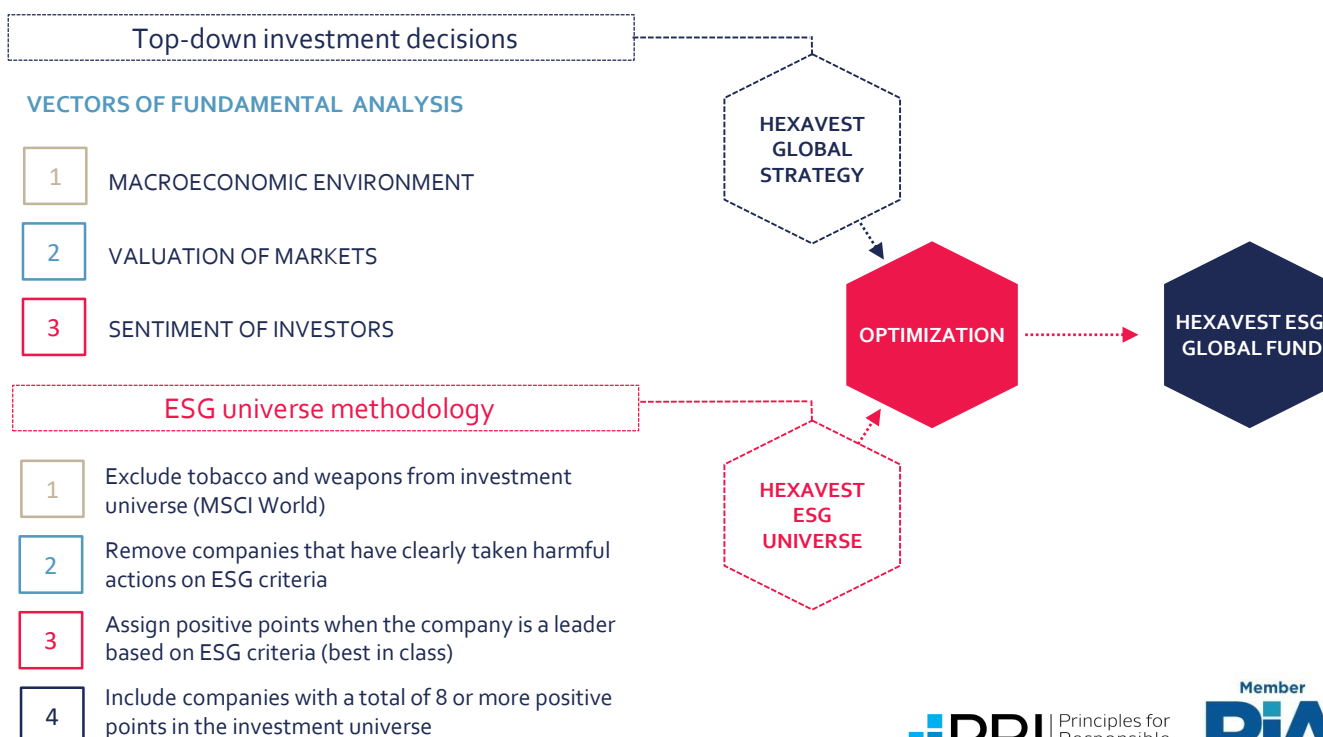 Top-down investment decisions
VECTORS OF FUNDAMENTAL ANALYSIS
1
MACROECONOMIC ENVIRONMENT
2
VALUATION OF MARKETS
3
SENTIMENT OF INVESTORS
HEXAVEST
GLOBAL
STRATEGY
OPTIMIZATION
HEXAVEST ESG
GLOBAL FUND
ESG universe methodology
1
Exclude tobacco and weapons from investment
universe (MSCI World)
2
Remove companies that have clearly taken harmful
actions on ESG criteria
3
Assign positive points when the company is a leader
based on ESG criteria (best in class)
4
Include companies with a total of 8 or more positive
points in the investment universe
HEXAVEST
ESG
UNIVERSE
PRI
Principles for
Responsible
Member
RiA